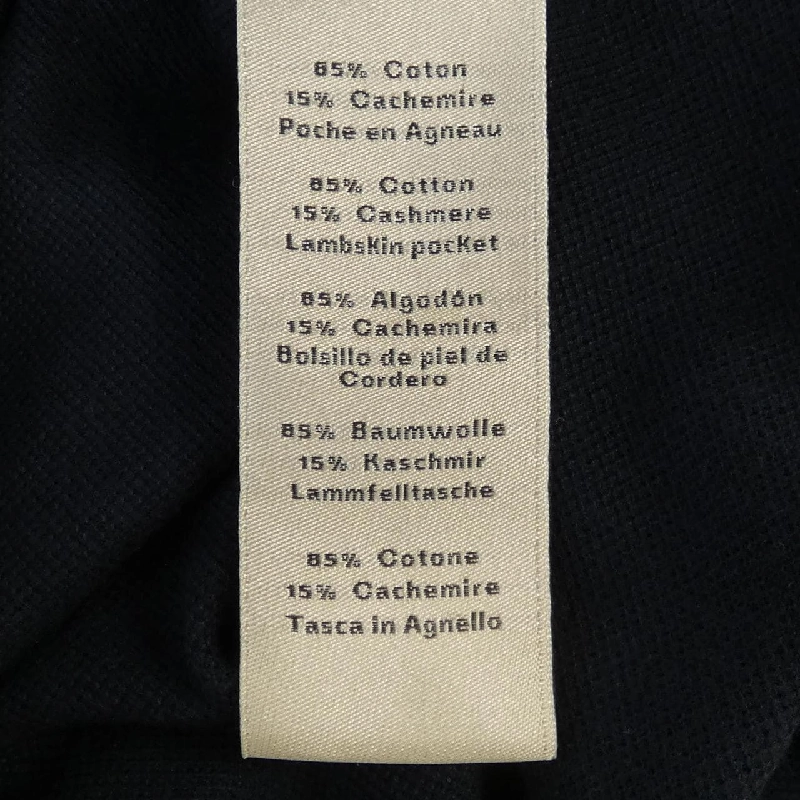 85% Coton
15% Cachemire
Poche en Agneau
85% Cotton
15% Cashmere
Lambskin pocket
85% Algodón
15% Cachemira
Bolsillo de piel de
Cordero
85% Baumwolle
15% Kaschmir
Lammfelltasche
85% Cotone
15% Cachemire
Tasca in Agnello